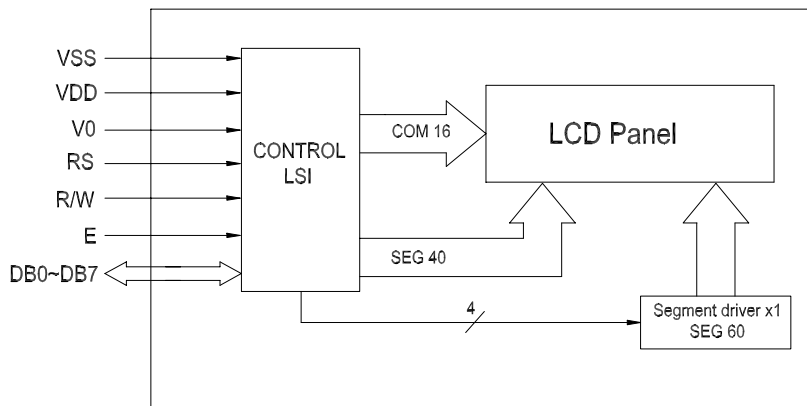 VSS
VDD
V0
RS
R/W
E
DB0~DB7
CONTROL
LSI
COM 16
SEG 40
LCD Panel
4
Segment driver x1
SEG 60